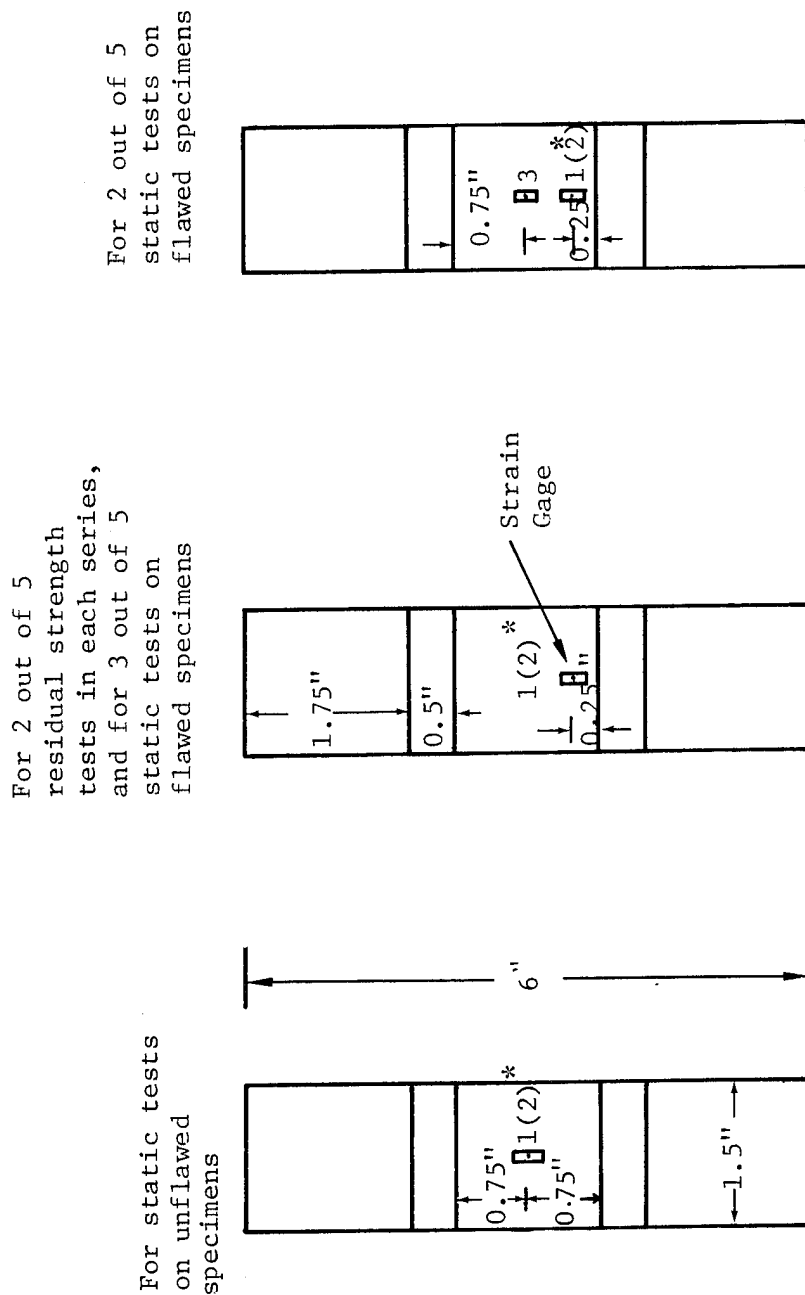 For static tests
on unflawed
specimens
0.75"
1(2)*
0.75"
1.5"
6"
For 2 out of 5
residual strength
tests in each series,
and for 3 out of 5
static tests on
flawed specimens
1.75"
0.5"
1(2)*
0.25"
Strain
Gage
For 2 out of 5
static tests on
flawed specimens
0.75"
3
1(2)*
0.25"